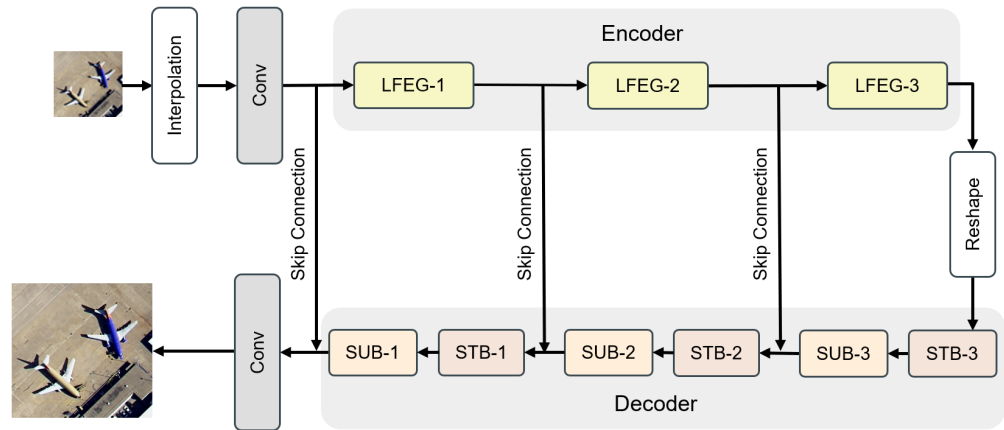 Encoder
Interpolation
Conv
LFEG-1
LFEG-2
LFEG-3
Skip Connection
Skip Connection
Skip Connection
Reshape
Conv
SUB-1
STB-1
SUB-2
STB-2
SUB-3
STB-3
Decoder